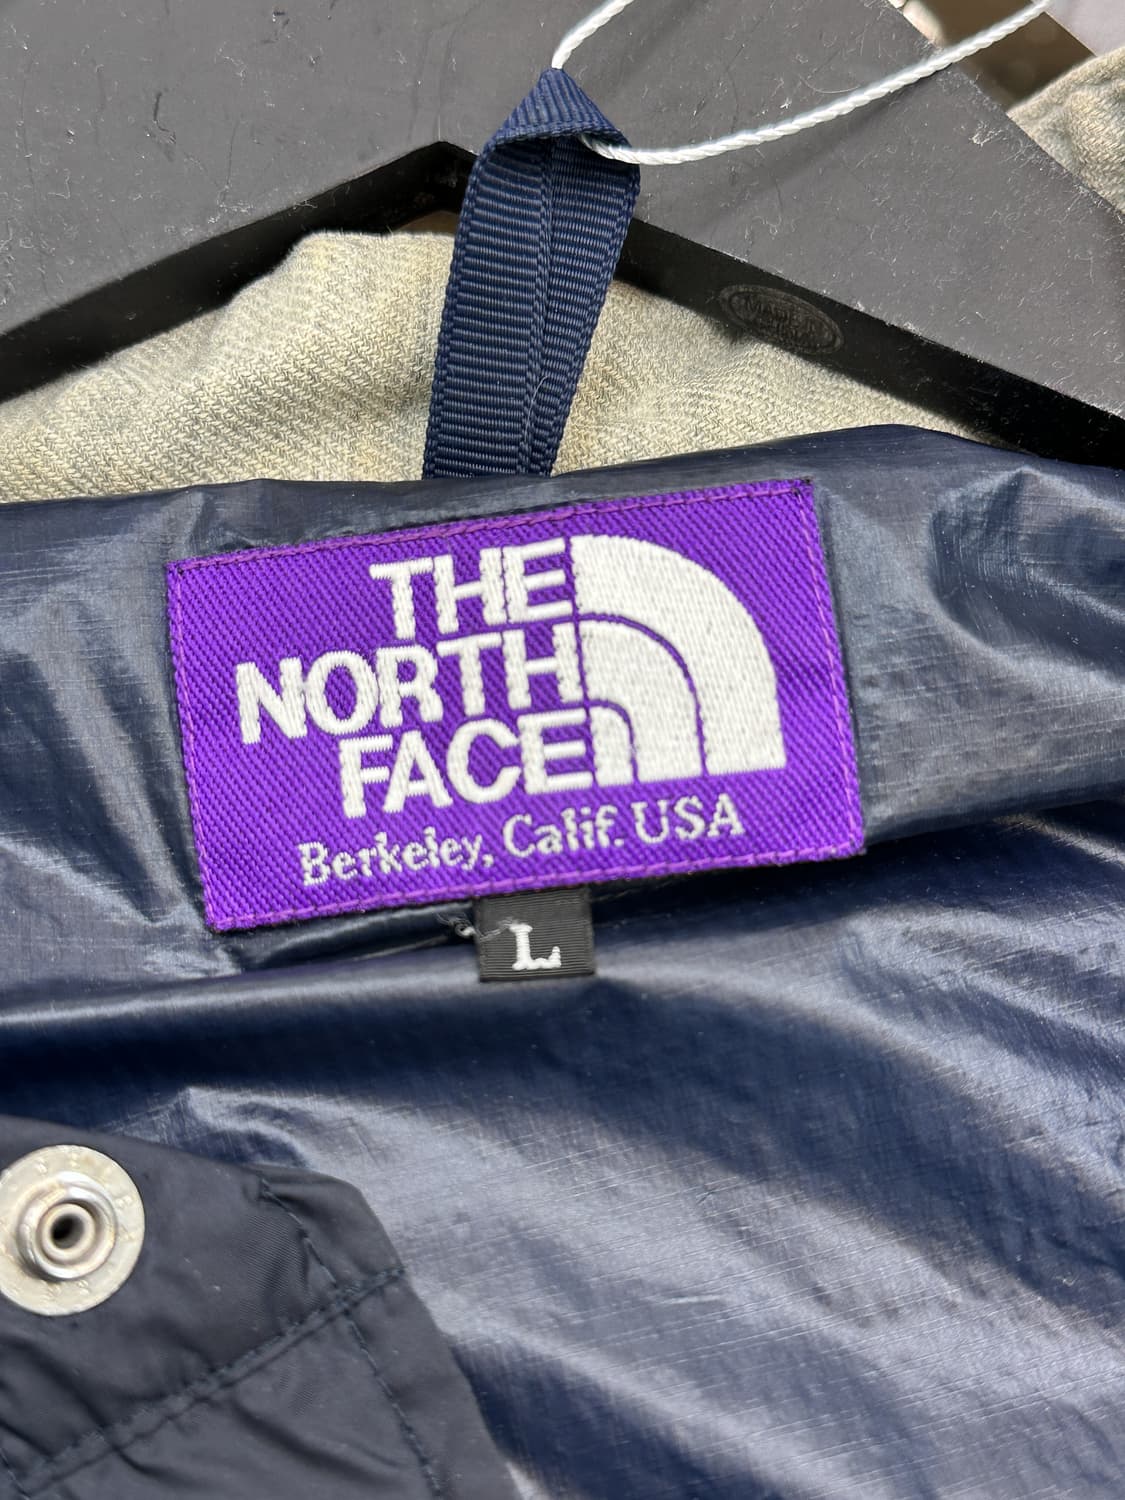 THE
NORTH
FACE
Berkeley, Calif. USA
L